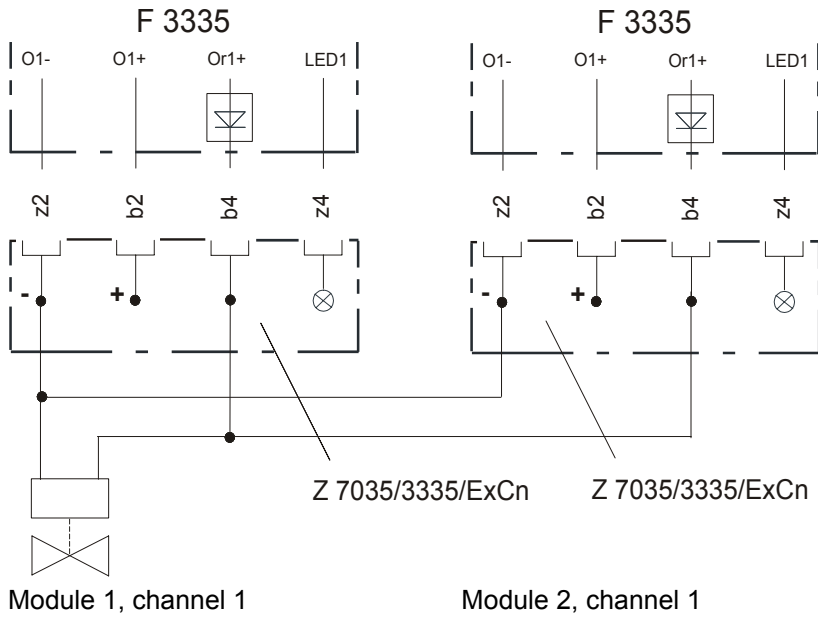 F 3335 F 3335
O1- O1+ Or1+ LED1 O1- O1+ Or1+ LED1
z2 b2 b4 z4 z2 b2 b4 z4
- + - +
Z 7035/3335/ExCn Z 7035/3335/ExCn
Module 1, channel 1 Module 2, channel 1